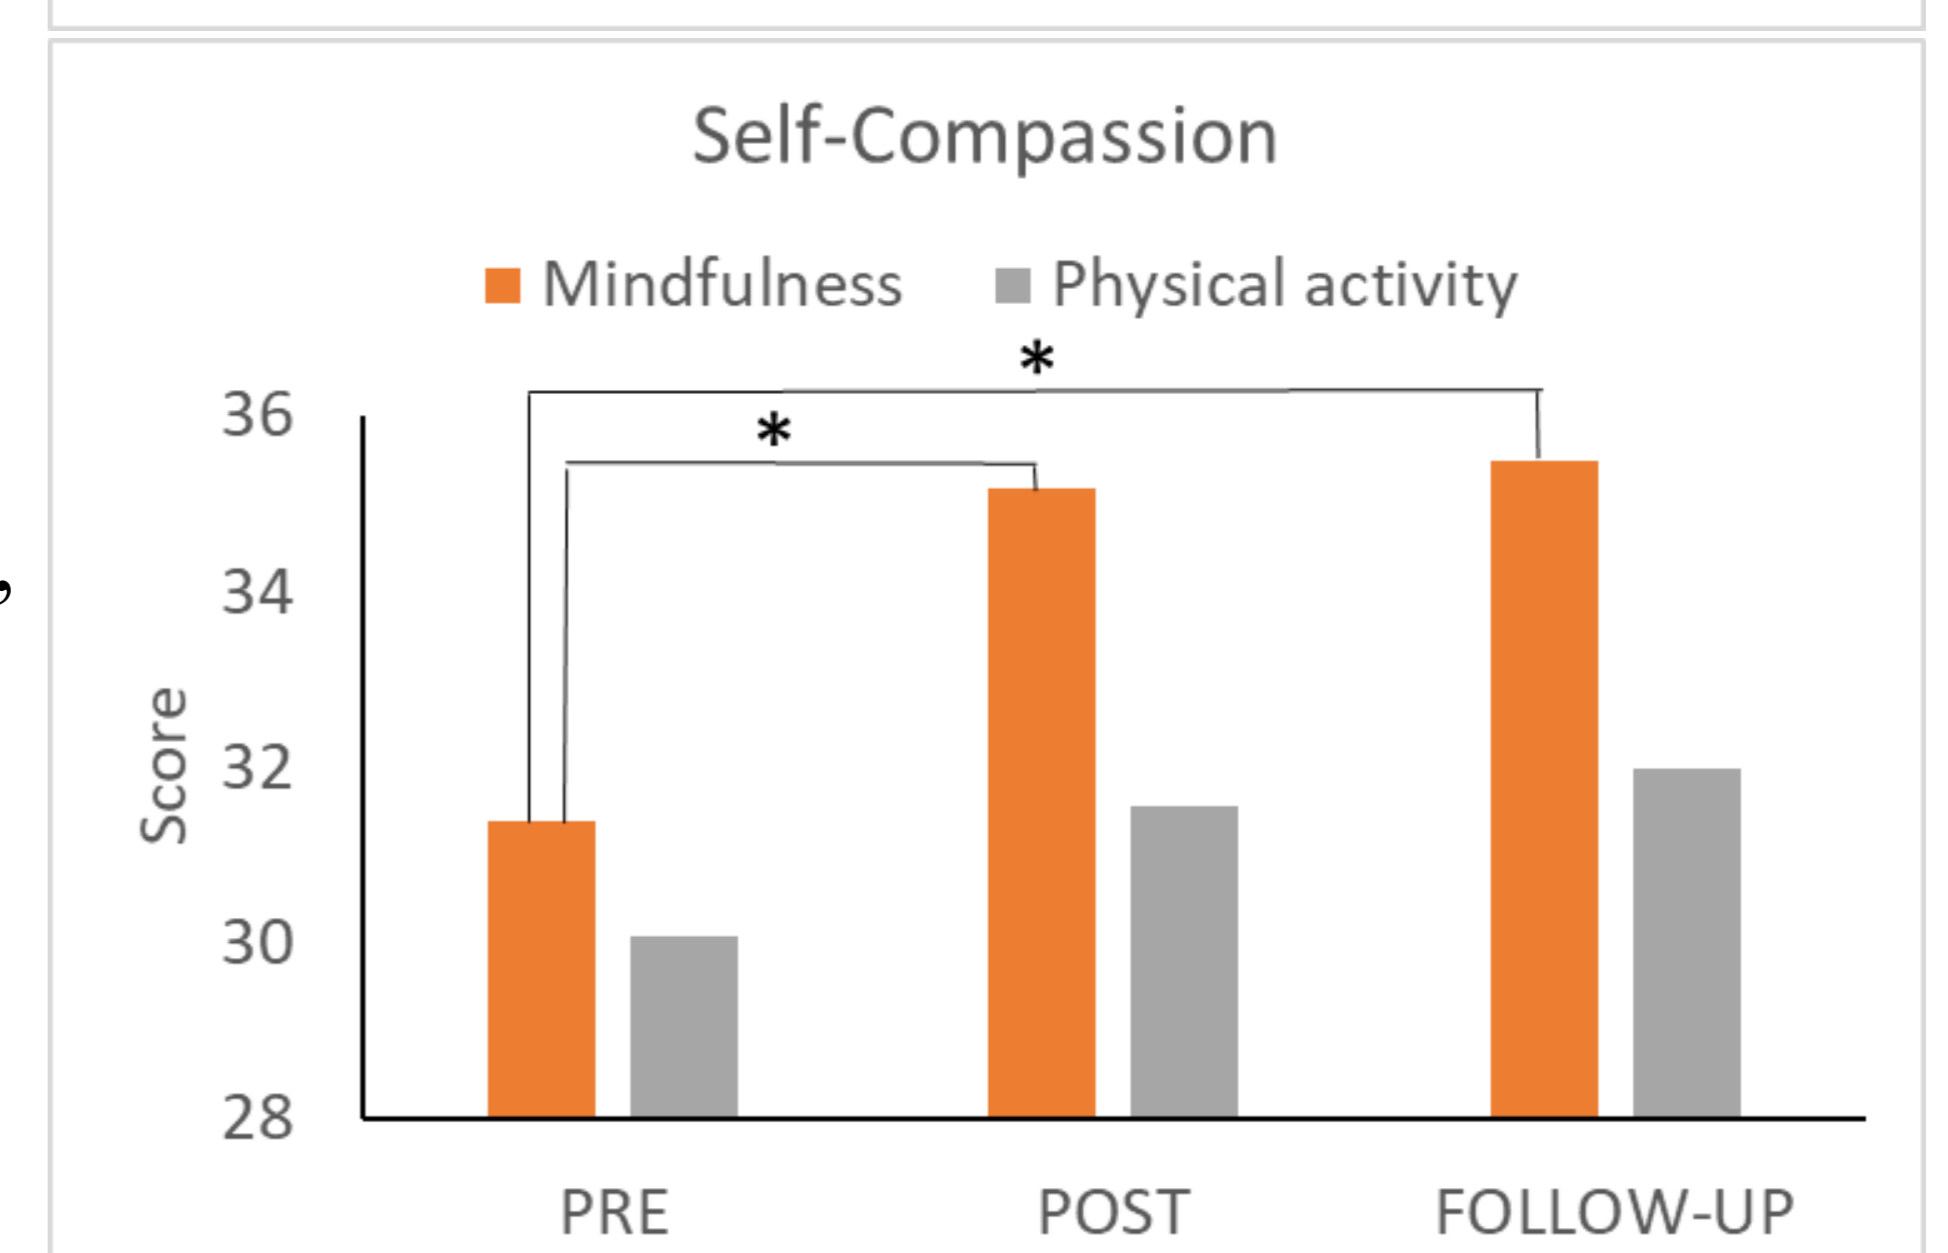 Self-Compassion
Mindfulness Physical activity
*
36
*
34
,
32
Score
30
28
PRE POST FOLLOW-UP